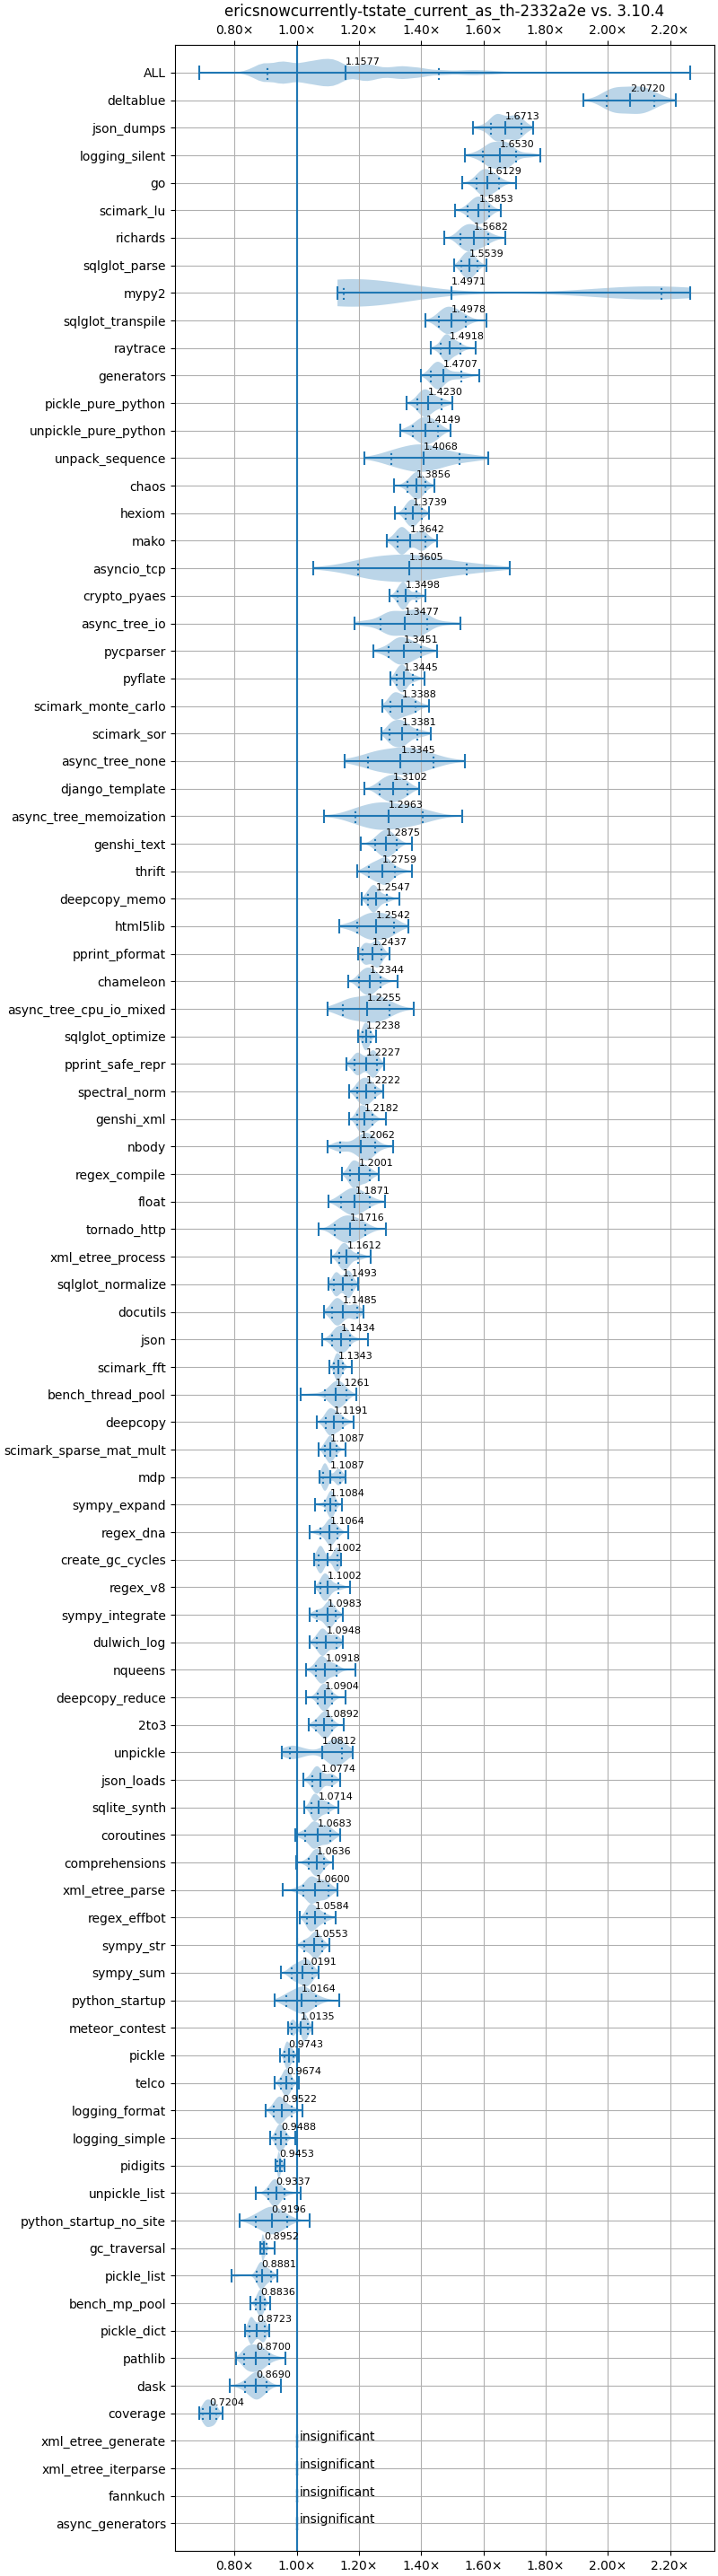 ericsnowcurrently-tstate_current_as_th-2332a2e vs. 3.10.4
0.80× 1.00× 1.20× 1.40× 1.60× 1.80× 2.00× 2.20×
ALL 1.1577
deltablue 2.0720
json_dumps 1.6713
logging_silent 1.6530
go 1.6129
scimark_lu 1.5853
richards 1.5682
sqlglot_parse 1.5539
mypy2 1.4971
sqlglot_transpile 1.4978
raytrace 1.4918
generators 1.4707
pickle_pure_python 1.4230
unpickle_pure_python 1.4149
unpack_sequence 1.4068
chaos 1.3856
hexiom 1.3739
mako 1.3642
asyncio_tcp 1.3605
crypto_pyaes 1.3498
async_tree_io 1.3477
pycparser 1.3451
pyflate 1.3445
scimark_monte_carlo 1.3388
scimark_sor 1.3381
async_tree_none 1.3345
django_template 1.3102
async_tree_memoization 1.2963
genshi_text 1.2875
thrift 1.2759
deepcopy_memo 1.2547
html5lib 1.2542
pprint_pformat 1.2437
chameleon 1.2344
async_tree_cpu_io_mixed 1.2255
sqlglot_optimize 1.2238
pprint_safe_repr 1.2227
spectral_norm 1.2222
genshi_xml 1.2182
nbody 1.2062
regex_compile 1.2001
float 1.1871
tornado_http 1.1716
xml_etree_process 1.1612
sqlglot_normalize 1.1493
docutils 1.1485
json 1.1434
scimark_fft 1.1343
bench_thread_pool 1.1261
deepcopy 1.1191
scimark_sparse_mat_mult 1.1087
mdp 1.1087
sympy_expand 1.1084
regex_dna 1.1064
create_gc_cycles 1.1002
regex_v8 1.1002
sympy_integrate 1.0983
dulwich_log 1.0948
nqueens 1.0918
deepcopy_reduce 1.0904
2to3 1.0892
unpickle 1.0812
json_loads 1.0774
sqlite_synth 1.0714
coroutines 1.0683
comprehensions 1.0636
xml_etree_parse 1.0600
regex_effbot 1.0584
sympy_str 1.0553
sympy_sum 1.0191
python_startup 1.0164
meteor_contest 1.0135
pickle 0.9743
telco 0.9674
logging_format 0.9522
logging_simple 0.9488
pidigits 0.9453
unpickle_list 0.9337
python_startup_no_site 0.9196
gc_traversal 0.8952
pickle_list 0.8881
bench_mp_pool 0.8836
pickle_dict 0.8723
pathlib 0.8700
dask 0.8690
coverage 0.7204
xml_etree_generate insignificant
xml_etree_iterparse insignificant
fannkuch insignificant
async_generators insignificant
0.80× 1.00× 1.20× 1.40× 1.60× 1.80× 2.00× 2.20×